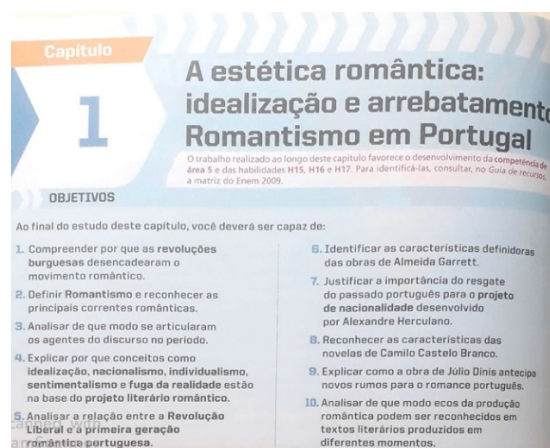 Capítulo
1
A estética romântica:
idealização e arrebatamento
Romantismo em Portugal
O trabalho realizado ao longo deste capítulo favorece o desenvolvimento da competência de
área 5 e das habilidades H15, H16 e H17. Para identificá-las, consultar, no Guia de recursos,
a matriz do Enem 2009.
OBJETIVOS
Ao final do estudo deste capítulo, você deverá ser capaz de:
1. Compreender por que as revoluções
burguesas desencadearam o
movimento romântico.
2. Definir Romantismo e reconhecer as
principais correntes românticas.
3. Analisar de que modo se articularam
os agentes do discurso no período.
4. Explicar por que conceitos como
idealização, nacionalismo, individualismo,
sentimentalismo e fuga da realidade estão
na base do projeto literário romântico.
5. Analisar a relação entre a Revolução
Liberal e a primeira geração
romântica portuguesa.
6. Identificar as características definidoras
das obras de Almeida Garrett.
7. Justificar a importância do resgate
do passado português para o projeto
de nacionalidade desenvolvido
por Alexandre Herculano.
8. Reconhecer as características das
novelas de Camilo Castelo Branco.
9. Explicar como a obra de Júlio Dinis antecipa
novos rumos para o romance português.
10. Analisar de que modo ecos da produção
romântica podem ser reconhecidos em
textos literários produzidos em
diferentes momentos.